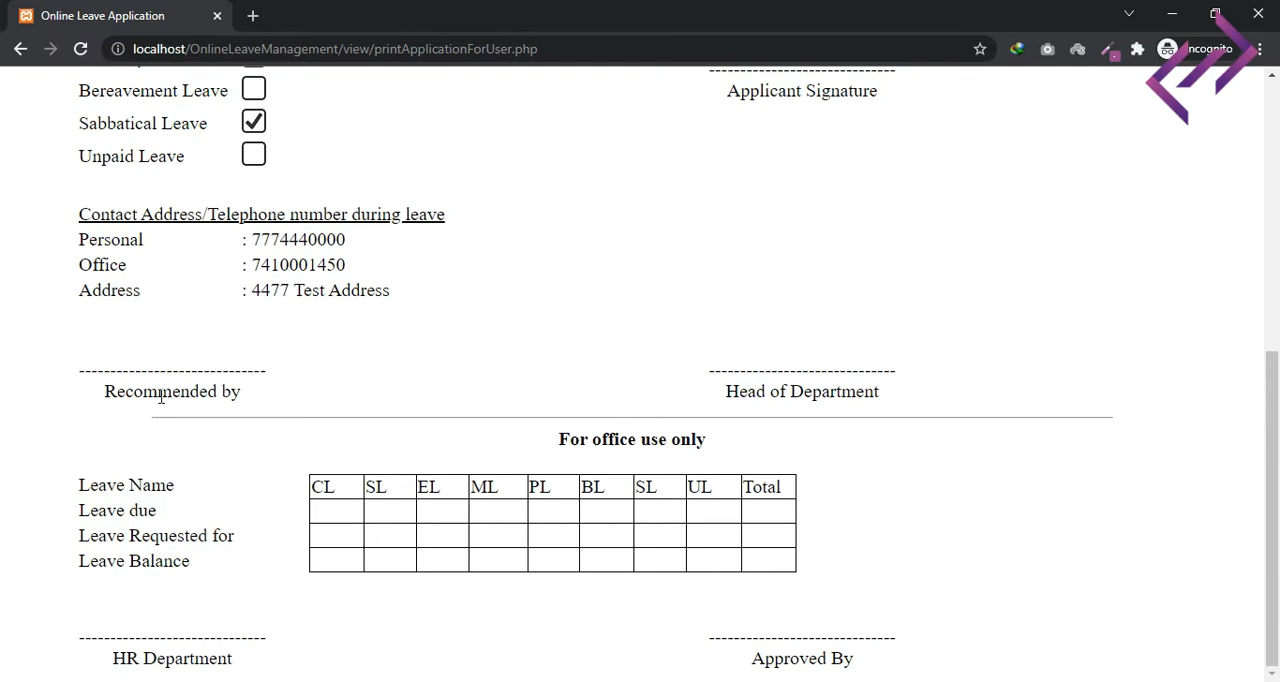 Online Leave Application
localhost/OnlineLeaveManagement/view/printApplicationForUser.php
Incognito
------------------------------
Bereavement Leave
Applicant Signature
Sabbatical Leave
Unpaid Leave
Contact Address/Telephone number during leave
Personal : 7774440000
Office : 7410001450
Address : 4477 Test Address
------------------------------ ------------------------------
Recommended by Head of Department
For office use only
Leave Name CL SL EL ML PL BL SL UL Total
Leave due
Leave Requested for
Leave Balance
------------------------------ ------------------------------
HR Department Approved By